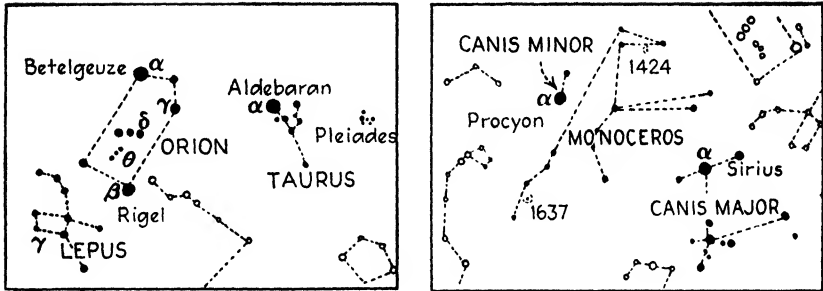 Betelgeuze α
Aldebaran
γ α
δ Pleiades
θ ORION
TAURUS
β
Rigel
γ LEPUS
CANIS MINOR
1424
α
Procyon
MONOCEROS
α
Sirius
1637 CANIS MAJOR